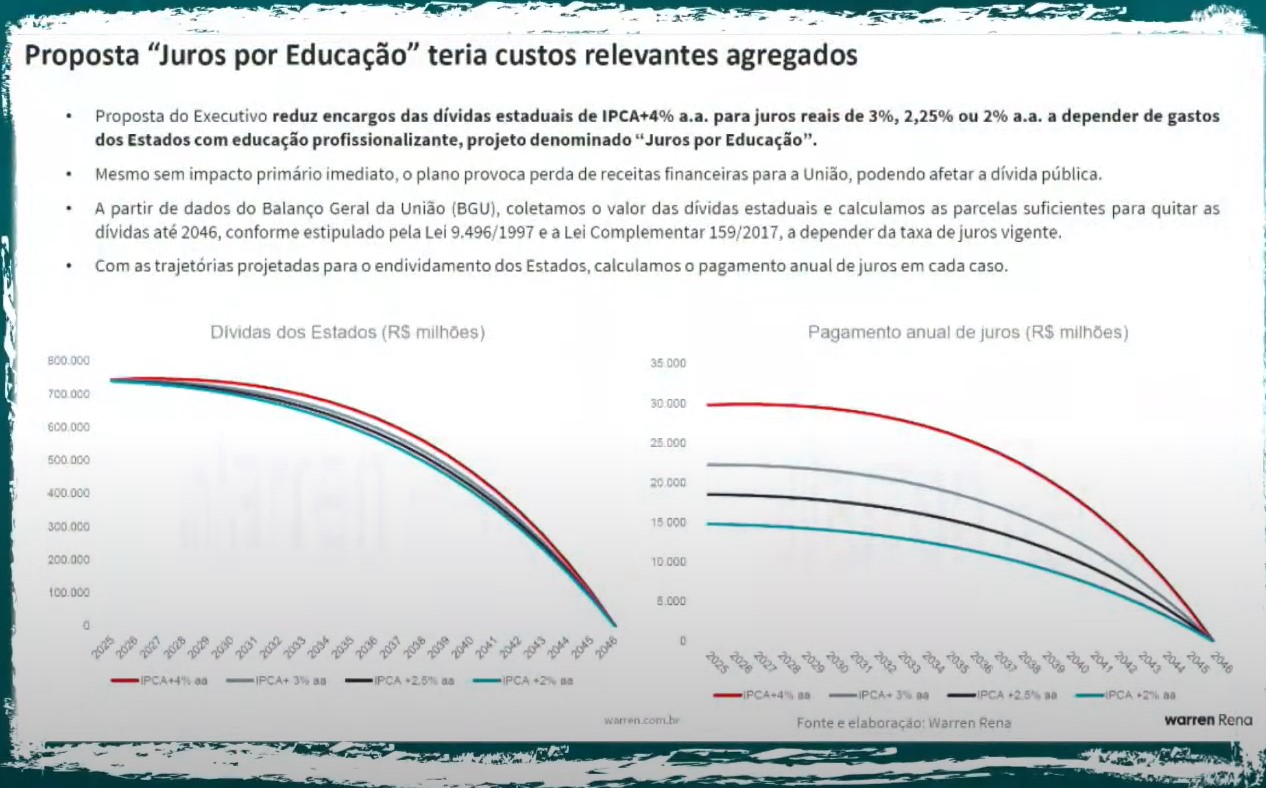 Proposta “Juros por Educação” teria custos relevantes agregados
• Proposta do Executivo reduz encargos das dívidas estaduais de IPCA+4% a.a. para juros reais de 3%, 2,25% ou 2% a.a. a depender de gastos
dos Estados com educação profissionalizante, projeto denominado “Juros por Educação”.
• Mesmo sem impacto primário imediato, o plano provoca perda de receitas financeiras para a União, podendo afetar a dívida pública.
• A partir de dados do Balanço Geral da União (BGU), coletamos o valor das dívidas estaduais e calculamos as parcelas suficientes para quitar as
dívidas até 2046, conforme estipulado pela Lei 9.496/1997 e a Lei Complementar 159/2017, a depender da taxa de juros vigente.
• Com as trajetórias projetadas para o endividamento dos Estados, calculamos o pagamento anual de juros em cada caso.
Dívidas dos Estados (R$ milhões)
800.000
700.000
600.000
500.000
400.000
300.000
200.000
100.000
0
2025 2026 2027 2028 2029 2030 2031 2032 2033 2034 2035 2036 2037 2038 2039 2040 2041 2042 2043 2044 2045 2046
IPCA+4% aa IPCA+ 3% aa IPCA +2,5% aa IPCA +2% aa
Pagamento anual de juros (R$ milhões)
35.000
30.000
25.000
20.000
15.000
10.000
5.000
0
2025 2026 2027 2028 2029 2030 2031 2032 2033 2034 2035 2036 2037 2038 2039 2040 2041 2042 2043 2044 2045 2046
IPCA+4% aa IPCA+ 3% aa IPCA +2,5% aa IPCA +2% aa
warren.com.br
Fonte e elaboração: Warren Rena
warren Rena